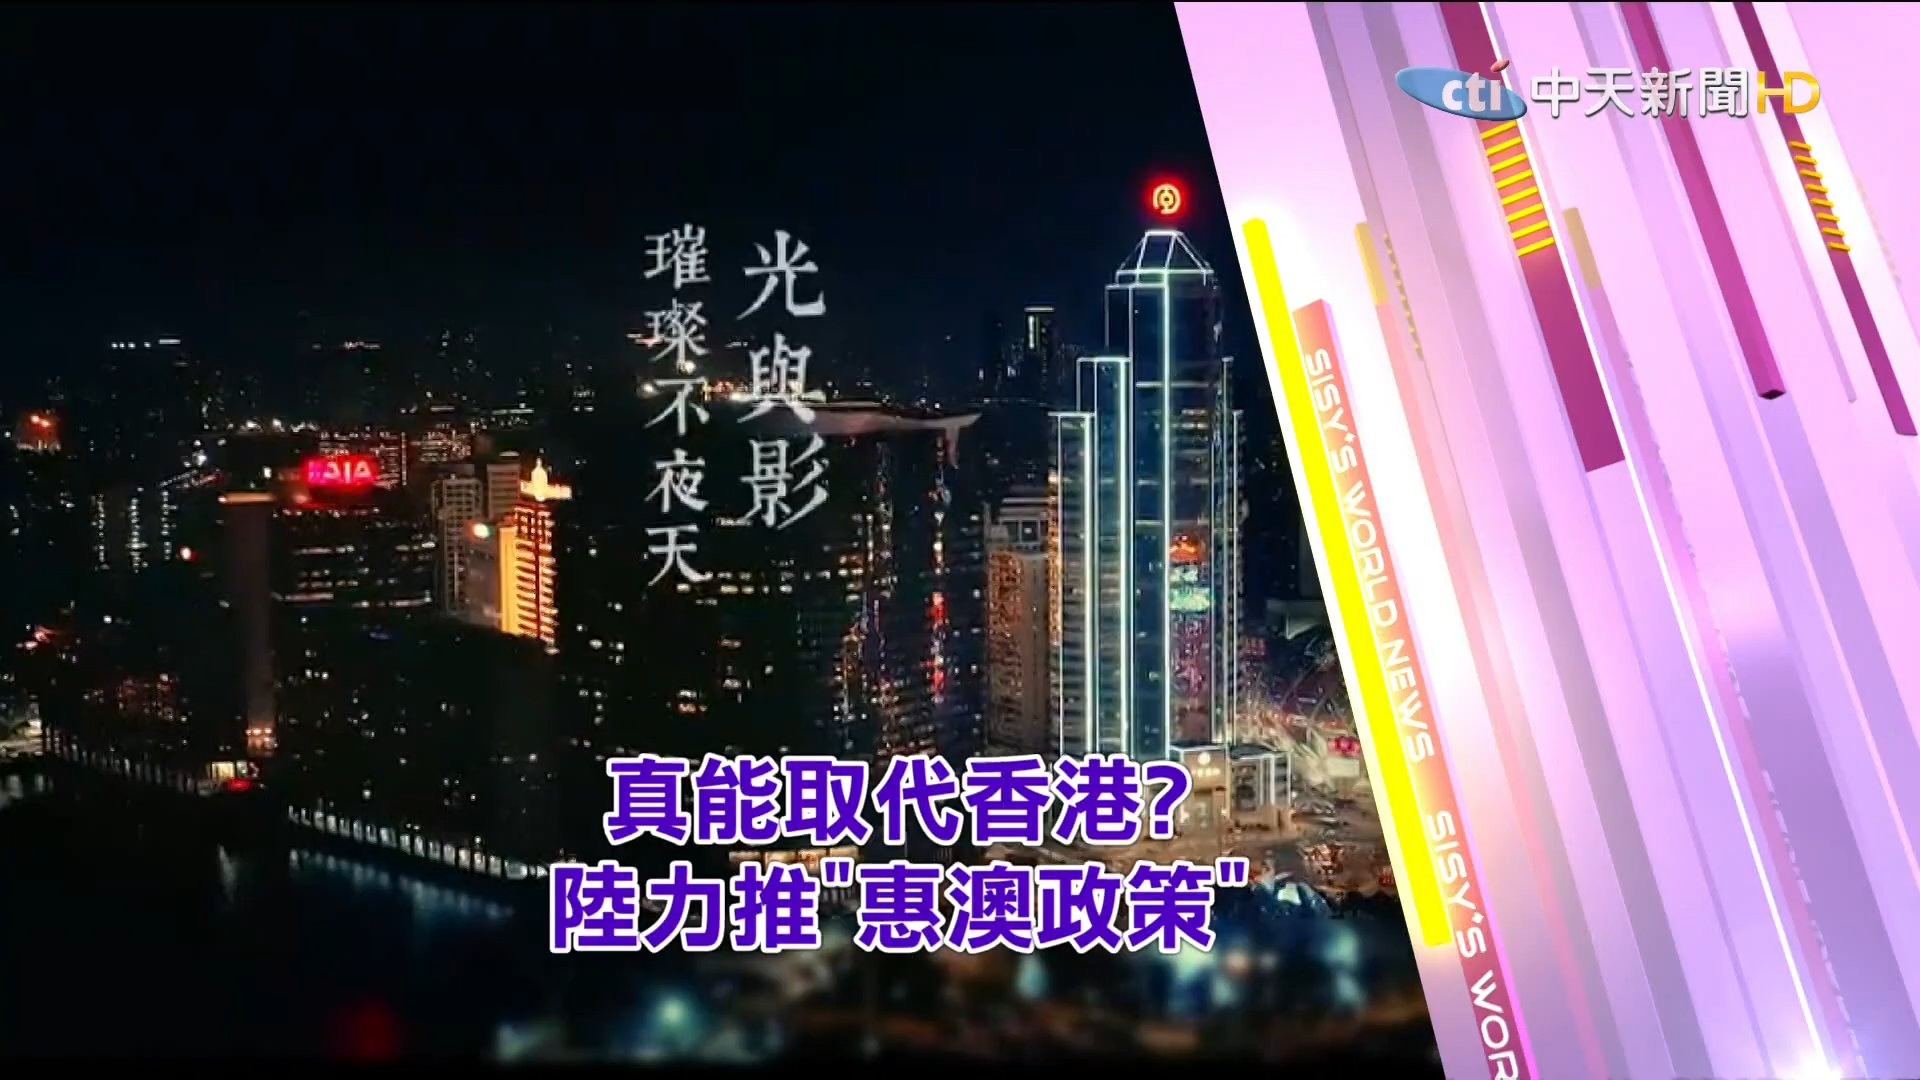 cti 中天新聞HD
光與影
璀璨不夜天
AIA
真能取代香港?
陸力推"惠澳政策"
SISY'S WORLD NEWS
SISY'S WOR